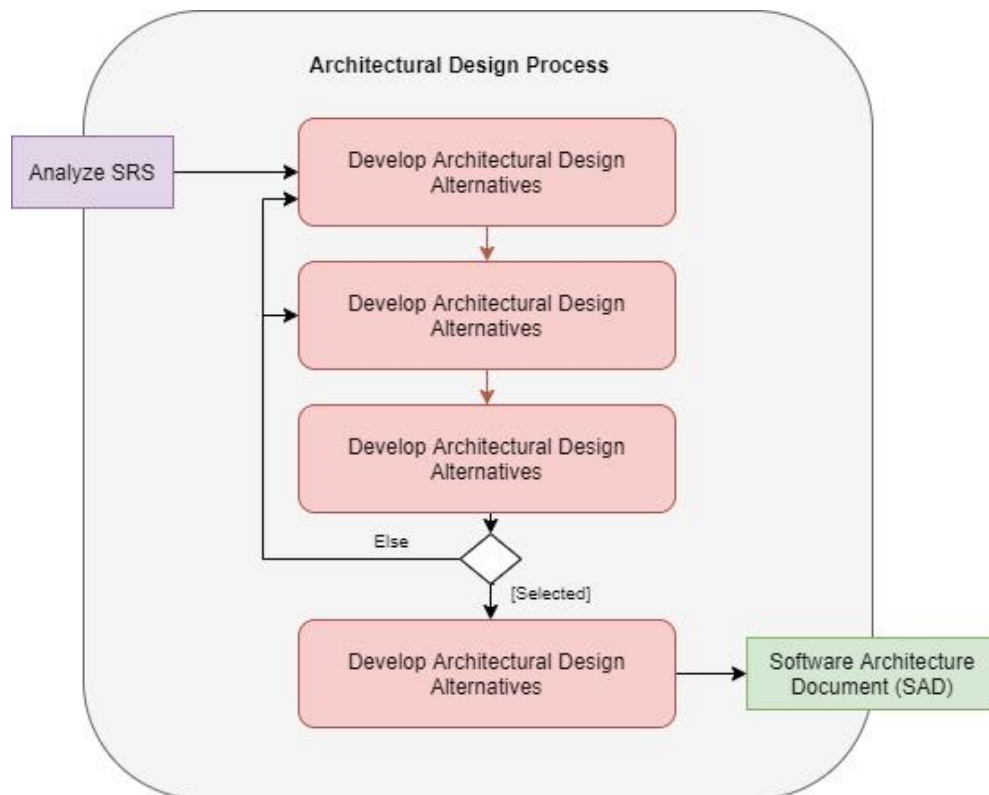 Architectural Design Process
Analyze SRS
Develop Architectural Design
Alternatives
Develop Architectural Design
Alternatives
Develop Architectural Design
Alternatives
Else
[Selected]
Develop Architectural Design
Alternatives
Software Architecture
Document (SAD)